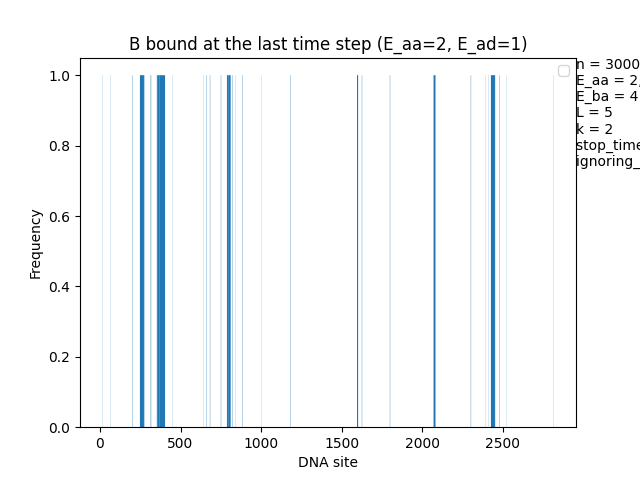 B bound at the last time step (E_aa=2, E_ad=1)
n = 3000
E_aa = 2,
E_ba = 4
L = 5
k = 2
stop_time
ignoring_
Frequency
1.0
0.8
0.6
0.4
0.2
0.0
0
500
1000
1500
2000
2500
DNA site